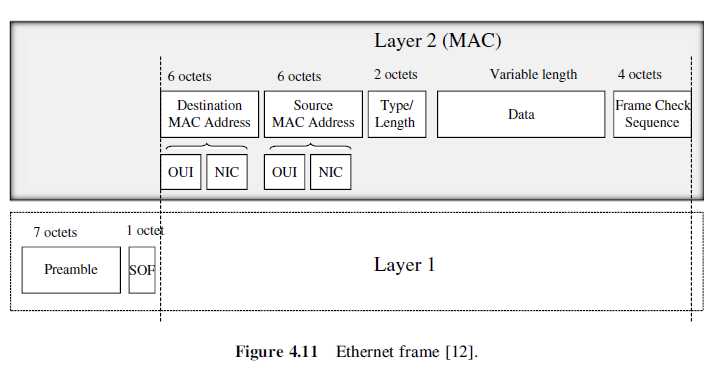 Layer 2 (MAC)
6 octets 6 octets 2 octets Variable length 4 octets
Destination
MAC Address
Source
MAC Address
Type/
Length
Data
Frame Check
Sequence
OUI NIC OUI NIC
7 octets 1 octet
Preamble SOF Layer 1
Figure 4.11 Ethernet frame [12].